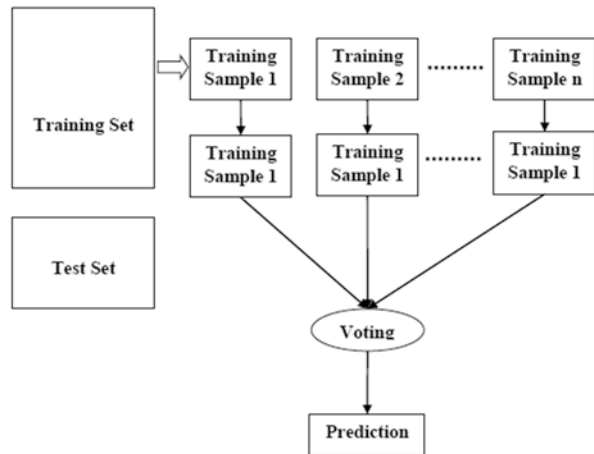 Training Set
Training
Sample 1
Training
Sample 2
Training
Sample n
Training
Sample 1
Training
Sample 1
Training
Sample 1
Test Set
Voting
Prediction